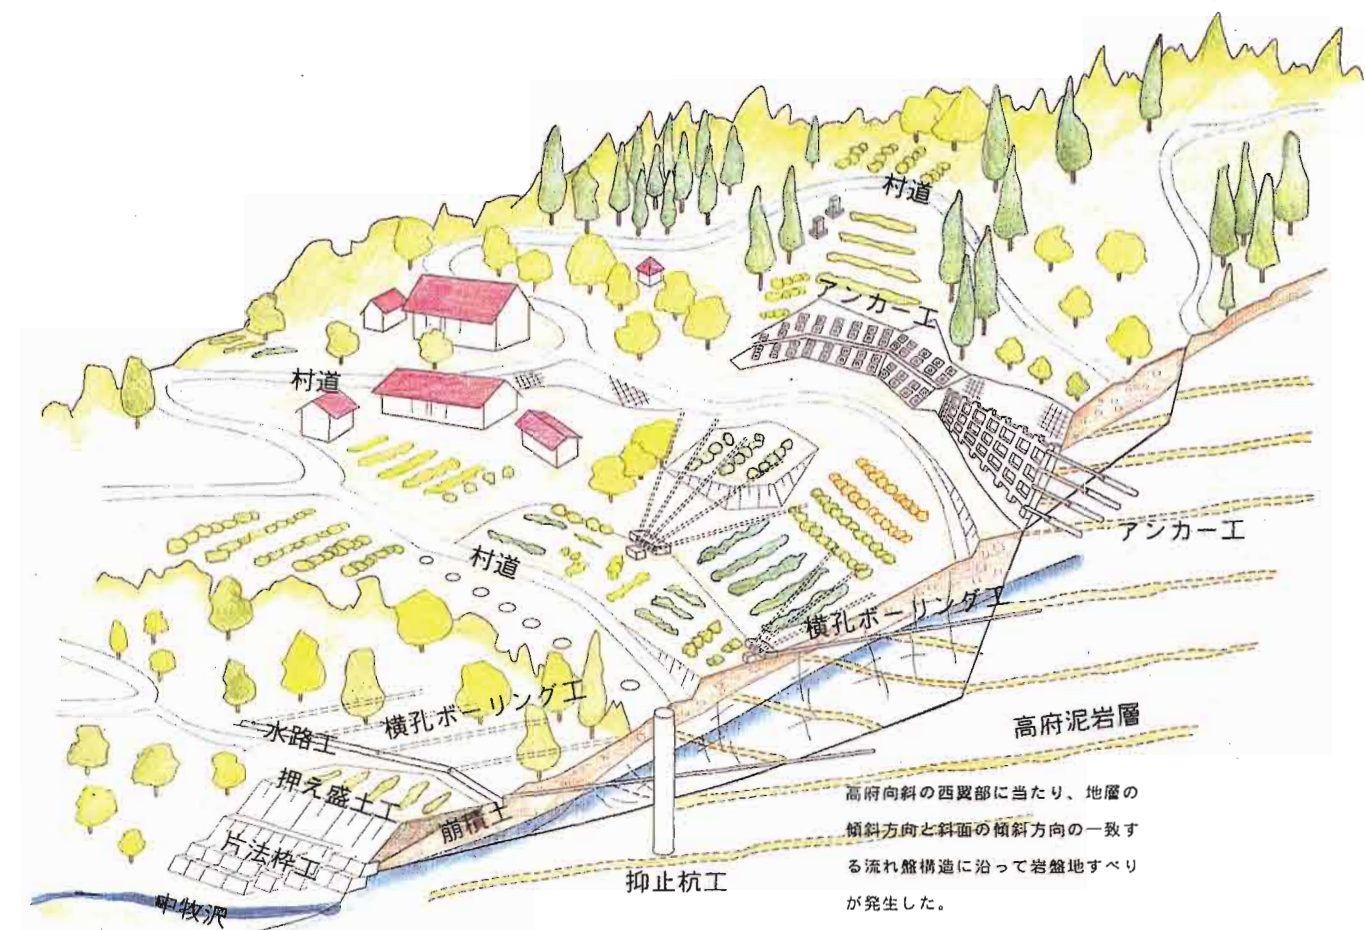 村道
アンカー工
村道
アンカー工
村道
横孔ボーリング工
横孔ボーリング工
水路工
高府泥岩層
押え盛土工
崩積土
片法枠工
抑止杭工
中牧沢
高府向斜の西翼部に当たり、地層の
傾斜方向と斜面の傾斜方向の一致す
る流れ盤構造に沿って岩盤地すべり
が発生した。